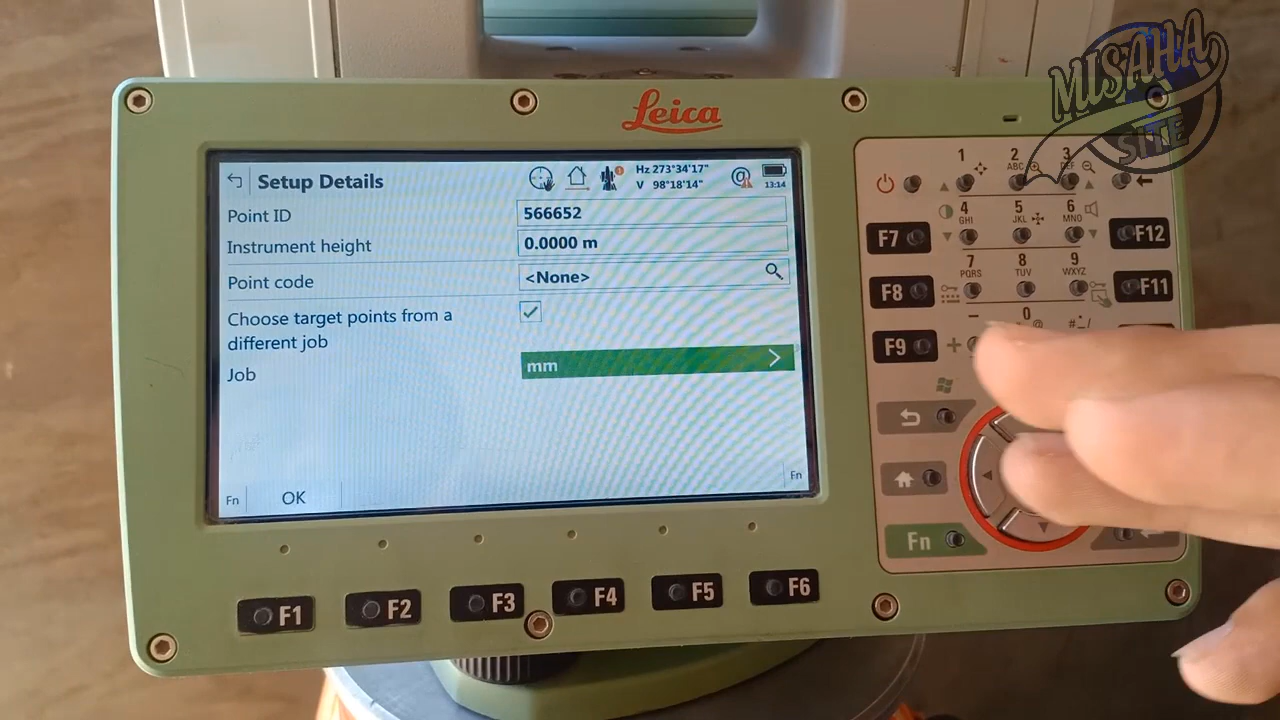 MISAHA
SITE
Leica
Setup Details
Hz 273°34'17"
V 98°18'14"
13:14
Point ID
566652
Instrument height
0.0000 m
Point code
<None>
Choose target points from a
different job
Job
mm
Fn
OK
Fn
1
2
ABC
3
DEF
4
GHI
5
JKL
6
MNO
7
PQRS
8
TUV
9
WXYZ
0
F7
F8
F9
F12
F11
Fn
F1
F2
F3
F4
F5
F6